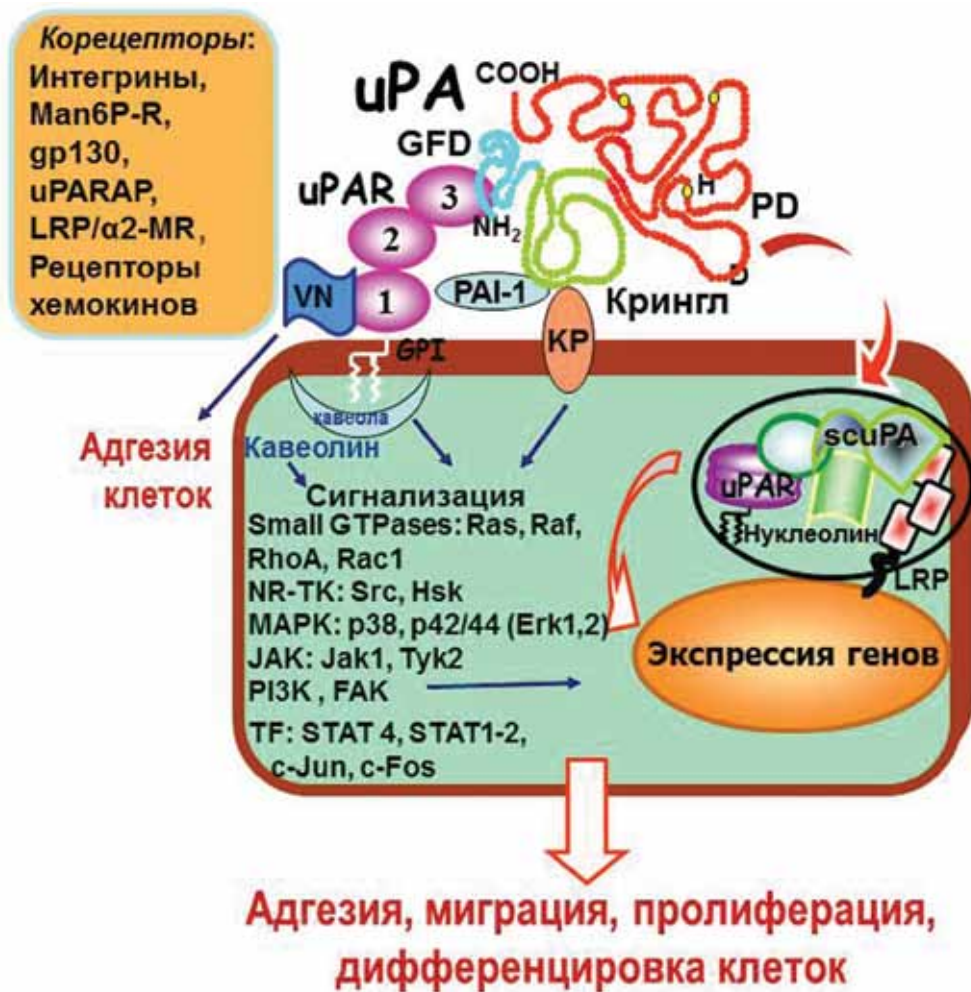 Корецепторы:
Интегрины,
Man6P-R,
gp130,
uPARAP,
LRP/α2-MR,
Рецепторы
хемокинов
uPA
COOH
GFD
uPAR
3
2
1
NH2
H
PD
D
VN
PAI-1
Крингл
KP
GPI
кавеола
Кавеолин
Адгезия
клеток
scuPA
uPAR
Нуклеолин
LRP
Сигнализация
Small GTPases: Ras, Raf,
RhoA, Rac1
NR-TK: Src, Hsk
MAPK: p38, p42/44 (Erk1,2)
JAK: Jak1, Tyk2
PI3K , FAK
TF: STAT 4, STAT1-2,
c-Jun, c-Fos
Экспрессия генов
Адгезия, миграция, пролиферация,
дифференцировка клеток